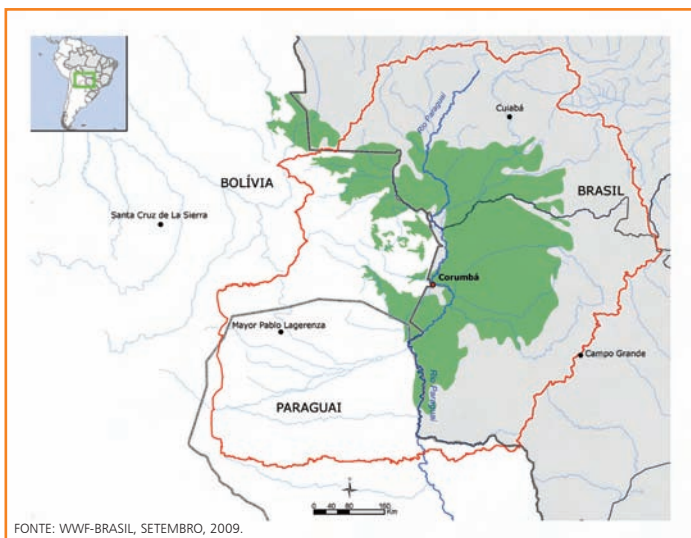 Rio Paraguai
Cuiabá
BOLÍVIA
BRASIL
Santa Cruz de La Sierra
Corumbá
Mayor Pablo Lagerenza
Campo Grande
PARAGUAI
Rio Paraguai
0 40 80 160
Km
FONTE: WWF-BRASIL, SETEMBRO, 2009.